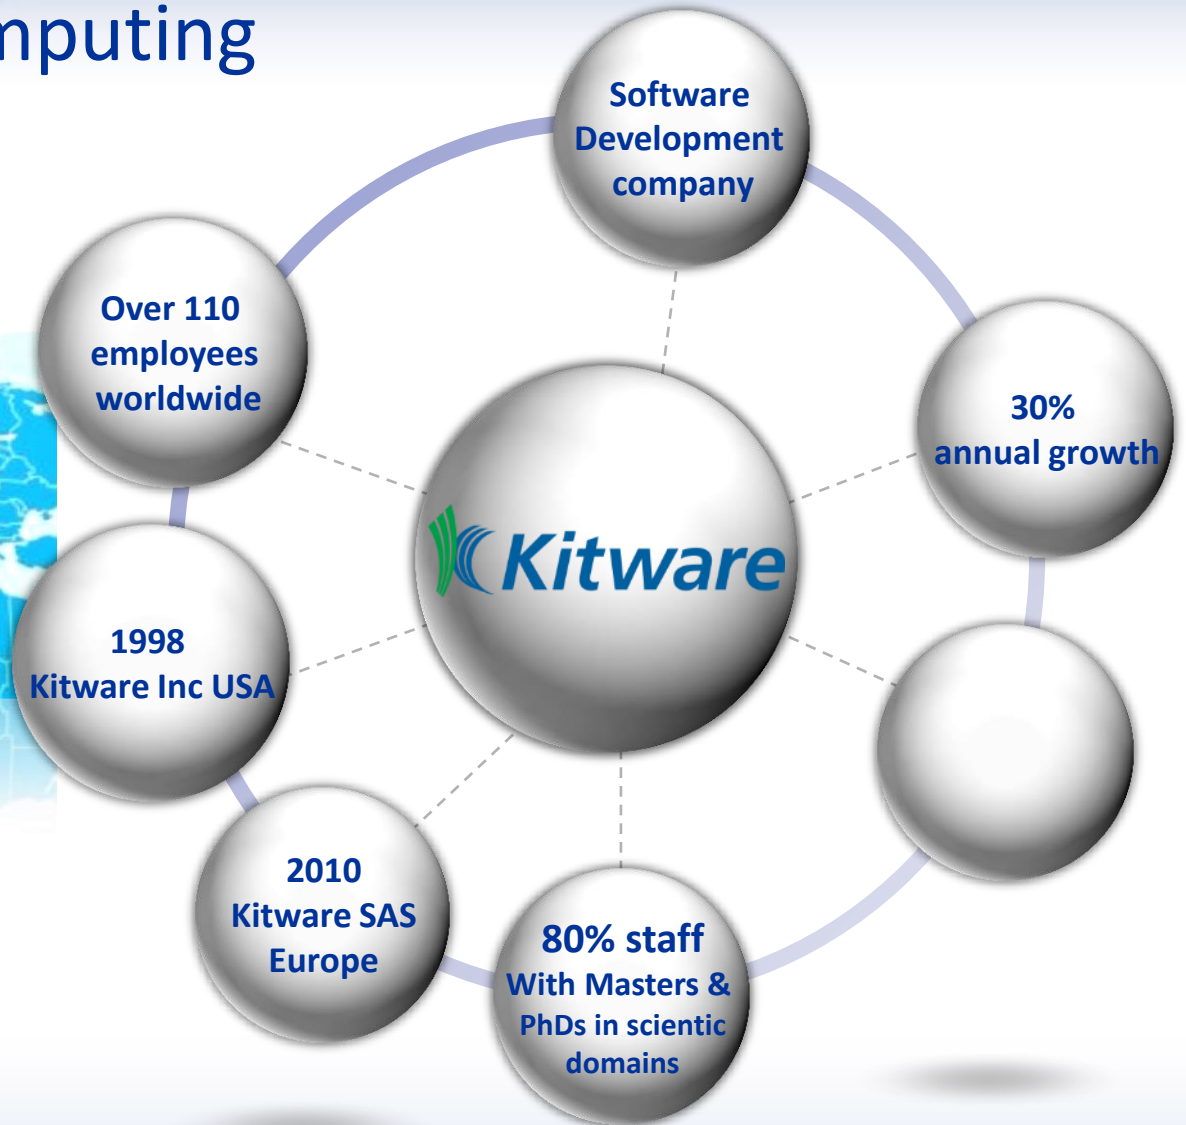 mputing
Software
Development
company
Over 110
employees
worldwide
30%
annual growth
Kitware
1998
Kitware Inc USA
2010
Kitware SAS
Europe
80% staff
With Masters &
PhDs in scientic
domains